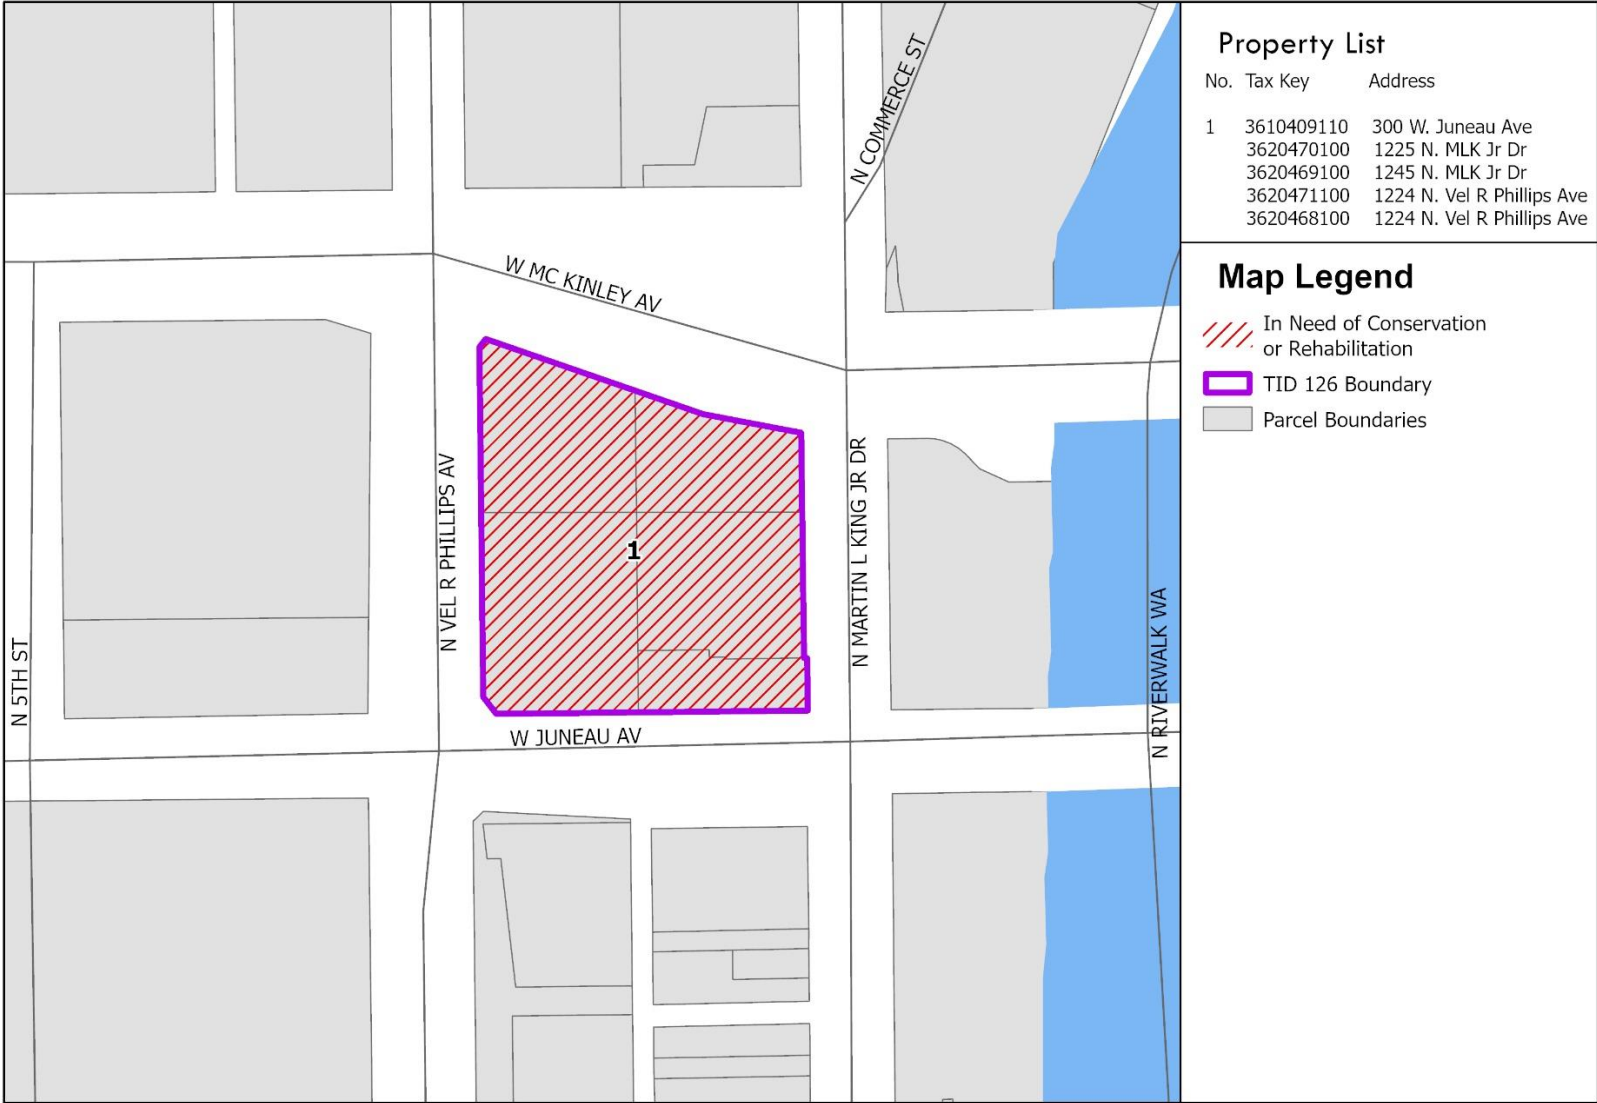 N COMMERCE ST
W MC KINLEY AV
N VEL R PHILLIPS AV
1
N MARTIN L KING JR DR
N 5TH ST
W JUNEAU AV
N RIVERWALK WA
Property List
No. Tax Key Address
1 3610409110 300 W. Juneau Ave
3620470100 1225 N. MLK Jr Dr
3620469100 1245 N. MLK Jr Dr
3620471100 1224 N. Vel R Phillips Ave
3620468100 1224 N. Vel R Phillips Ave
Map Legend
In Need of Conservation
or Rehabilitation
TID 126 Boundary
Parcel Boundaries